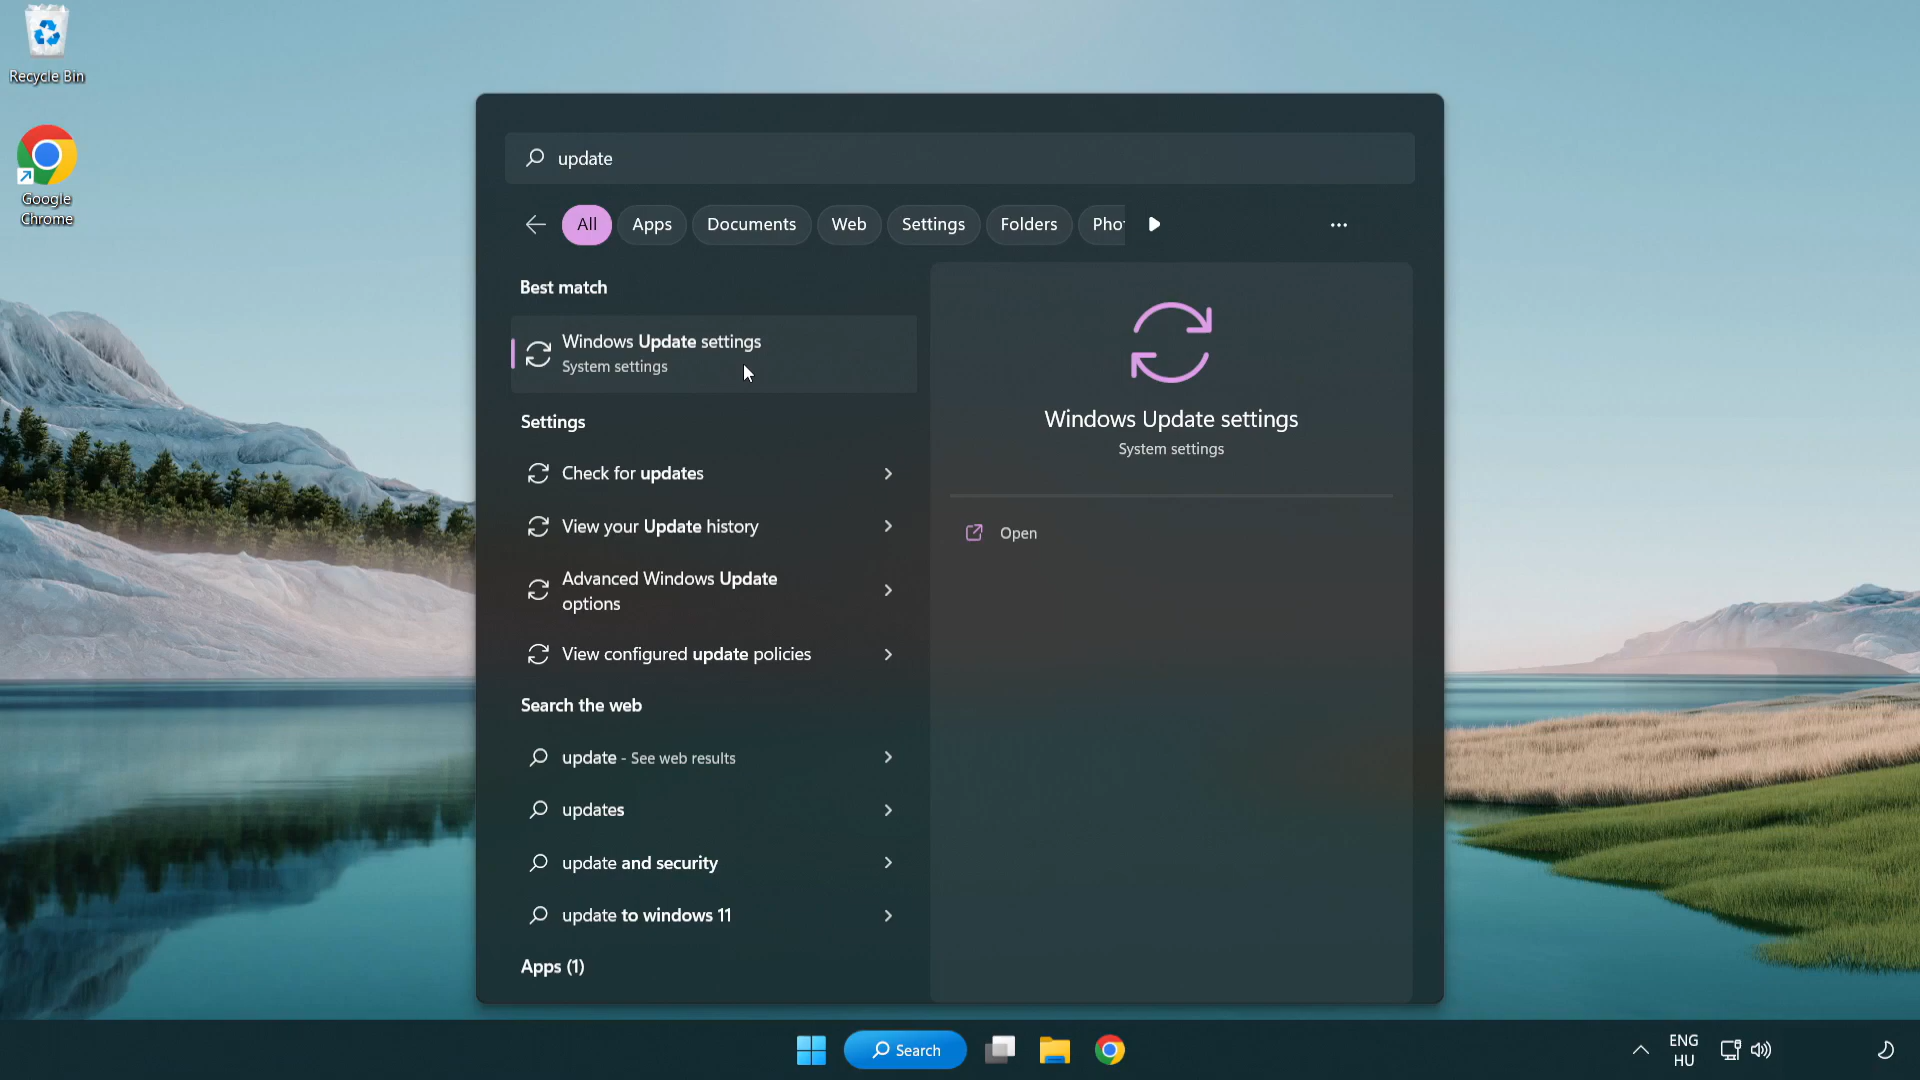 Recycle Bin
Google
Chrome
update
All
Apps
Documents
Web
Settings
Folders
Pho
Best match
Windows Update settings
System settings
Settings
Check for updates
View your Update history
Advanced Windows Update
options
View configured update policies
Search the web
update - See web results
updates
update and security
update to windows 11
Apps (1)
Windows Update settings
System settings
Open
Search
ENG
HU